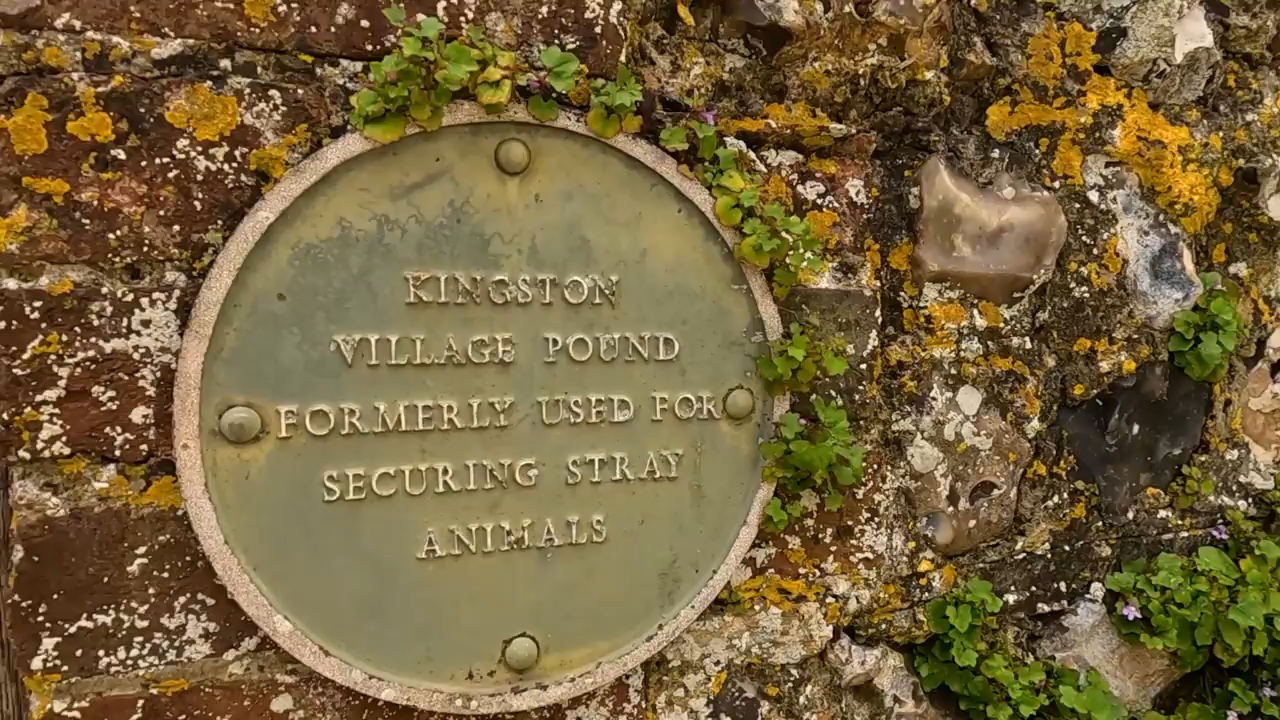 KINGSTON
VILLAGE POUND
FORMERLY USED FOR
SECURING STRAY
ANIMALS